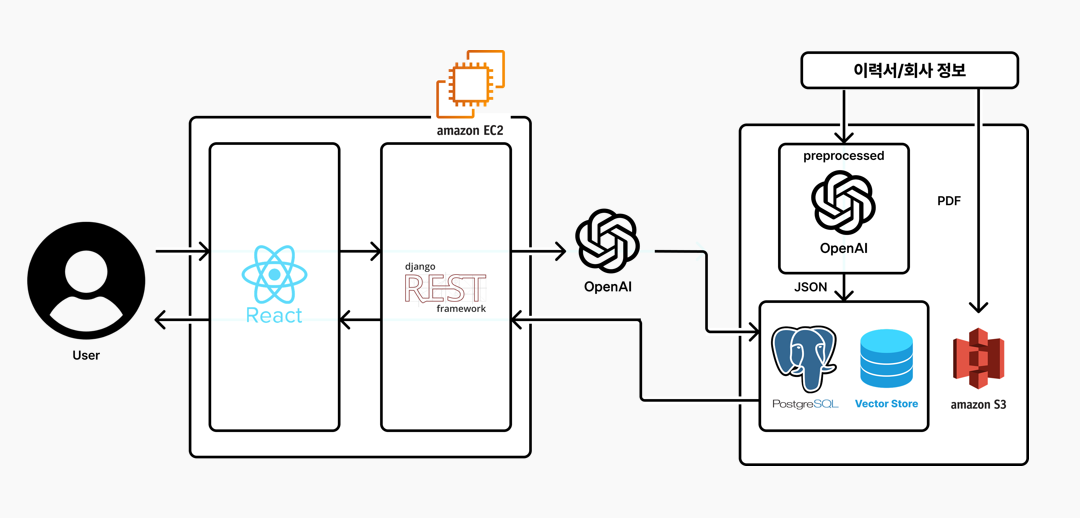 이력서/회사 정보
amazon EC2
preprocessed
OpenAI
PDF
JSON
User
React
django
REST
framework
OpenAI
PostgreSQL
Vector Store
amazon S3